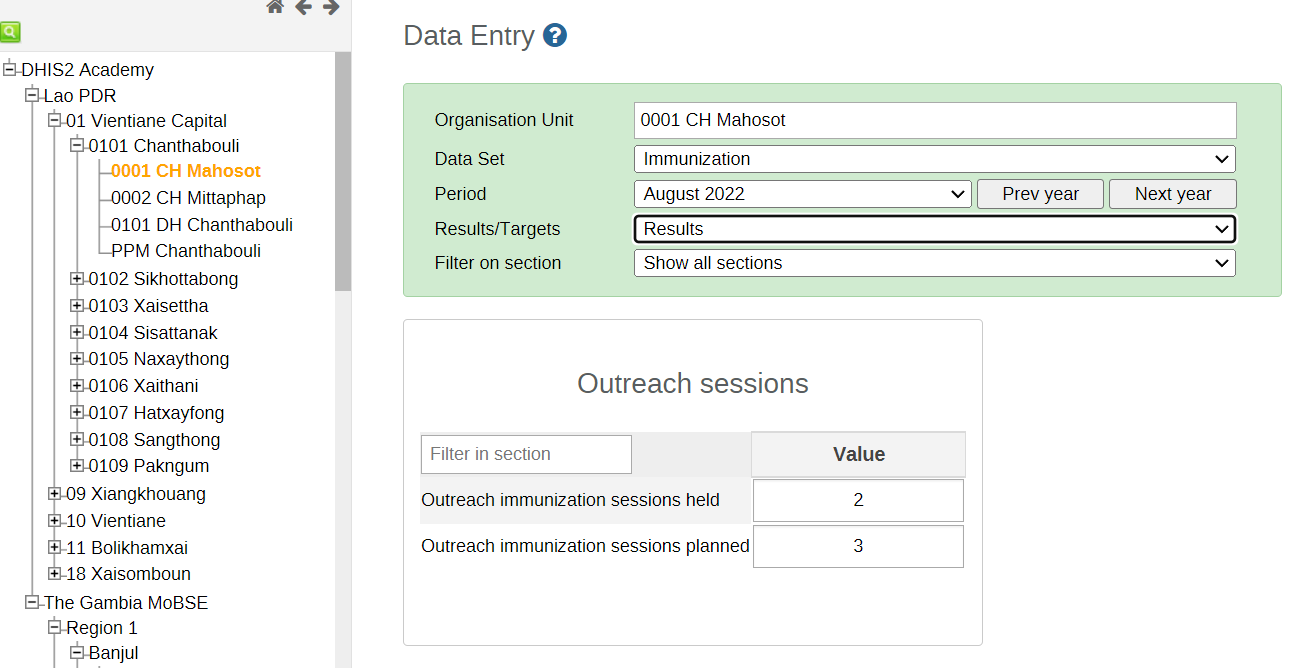 DHIS2 Academy
Lao PDR
01 Vientiane Capital
0101 Chanthabouli
0001 CH Mahosot
0002 CH Mittaphap
0101 DH Chanthabouli
PPM Chanthabouli
0102 Sikhottabong
0103 Xaisettha
0104 Sisattanak
0105 Naxaythong
0106 Xaithani
0107 Hatxayfong
0108 Sangthong
0109 Pakngum
09 Xiangkhouang
10 Vientiane
11 Bolikhamxai
18 Xaisomboun
The Gambia MoBSE
Region 1
Banjul
Data Entry ?
Organisation Unit 0001 CH Mahosot
Data Set Immunization
Period August 2022 Prev year Next year
Results/Targets Results
Filter on section Show all sections
Outreach sessions
Filter in section Value
Outreach immunization sessions held 2
Outreach immunization sessions planned 3